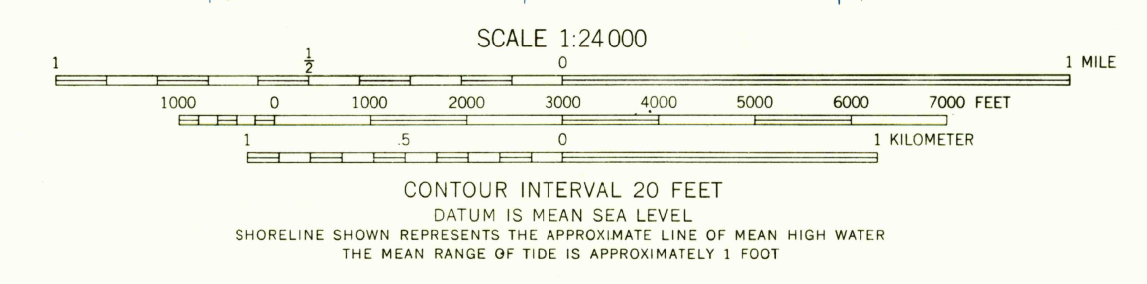 SCALE 1:24 000
1 1/2 0 1 MILE
1000 0 1000 2000 3000 4000 5000 6000 7000 FEET
1 .5 0 1 KILOMETER
CONTOUR INTERVAL 20 FEET
DATUM IS MEAN SEA LEVEL
SHORELINE SHOWN REPRESENTS THE APPROXIMATE LINE OF MEAN HIGH WATER
THE MEAN RANGE OF TIDE IS APPROXIMATELY 1 FOOT